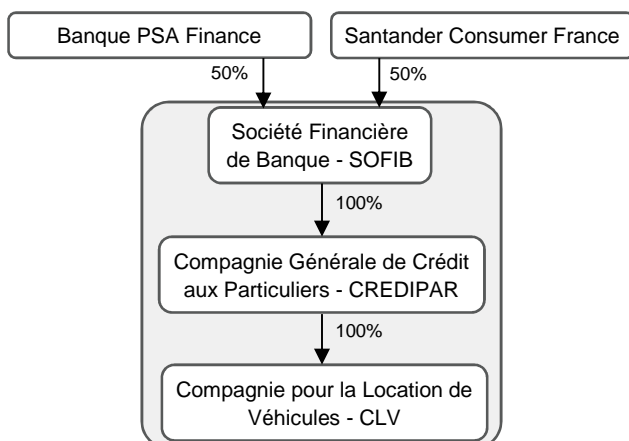 Banque PSA Finance
Santander Consumer France
50%
50%
Société Financière
de Banque - SOFIB
100%
Compagnie Générale de Crédit
aux Particuliers - CREDIPAR
100%
Compagnie pour la Location de
Véhicules - CLV